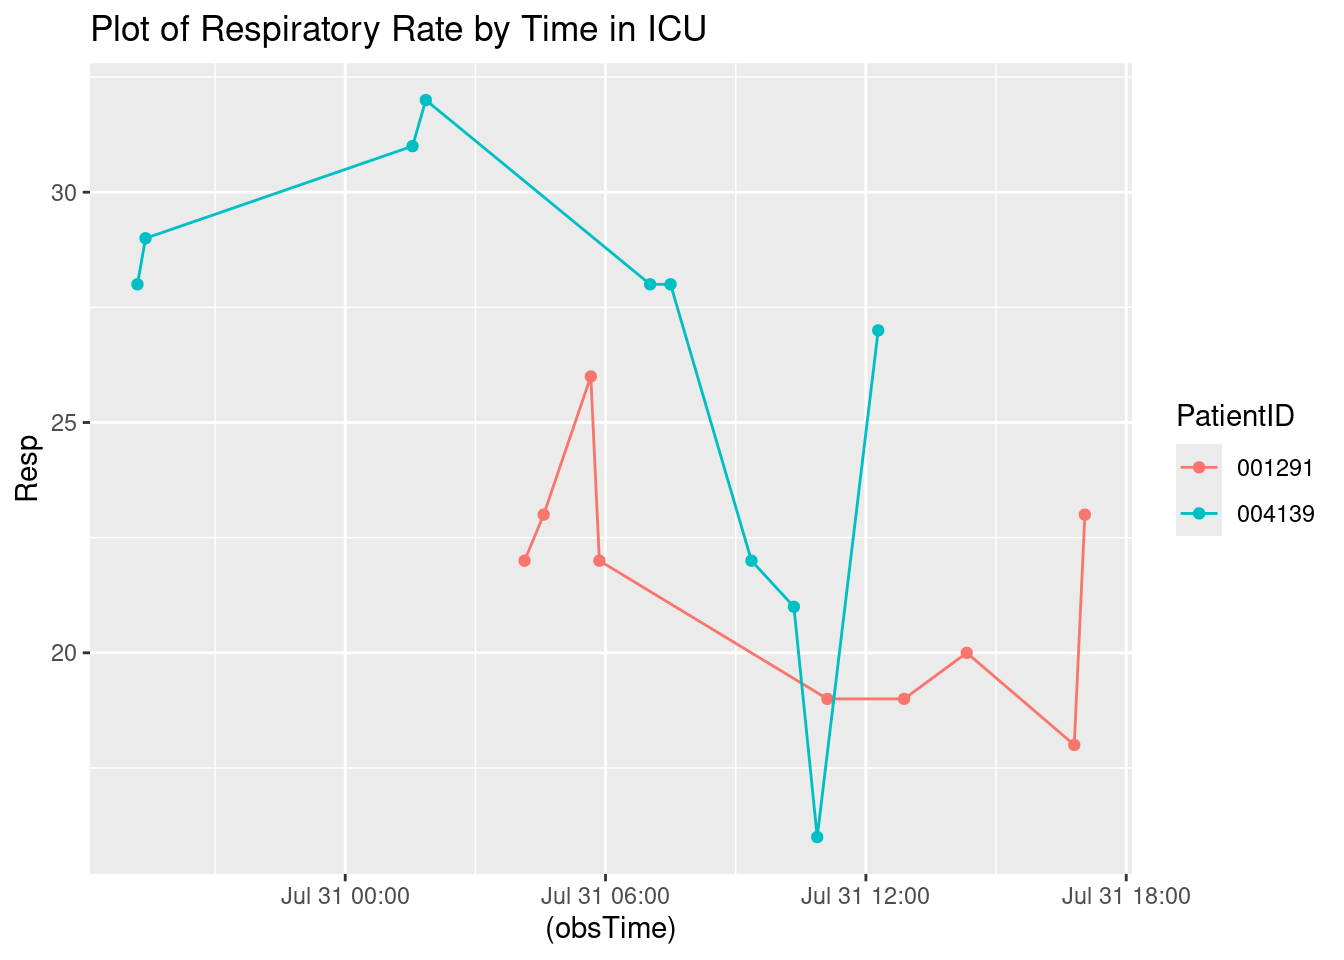 Plot of Respiratory Rate by Time in ICU
Resp
30
25
20
Jul 31 00:00
Jul 31 06:00
Jul 31 12:00
Jul 31 18:00
(obsTime)
PatientID
001291
004139